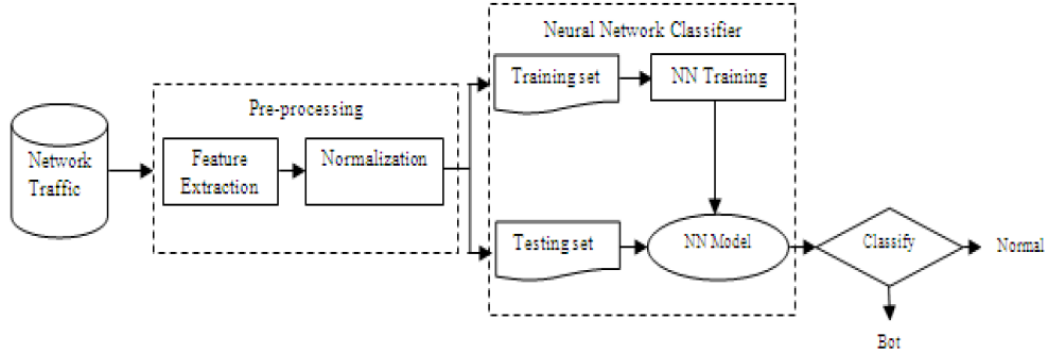 Neural Network Classifier
Training set
NN Training
Pre-processing
Network
Traffic
Feature
Extraction
Normalization
Testing set
NN Model
Classify
Normal
Bot